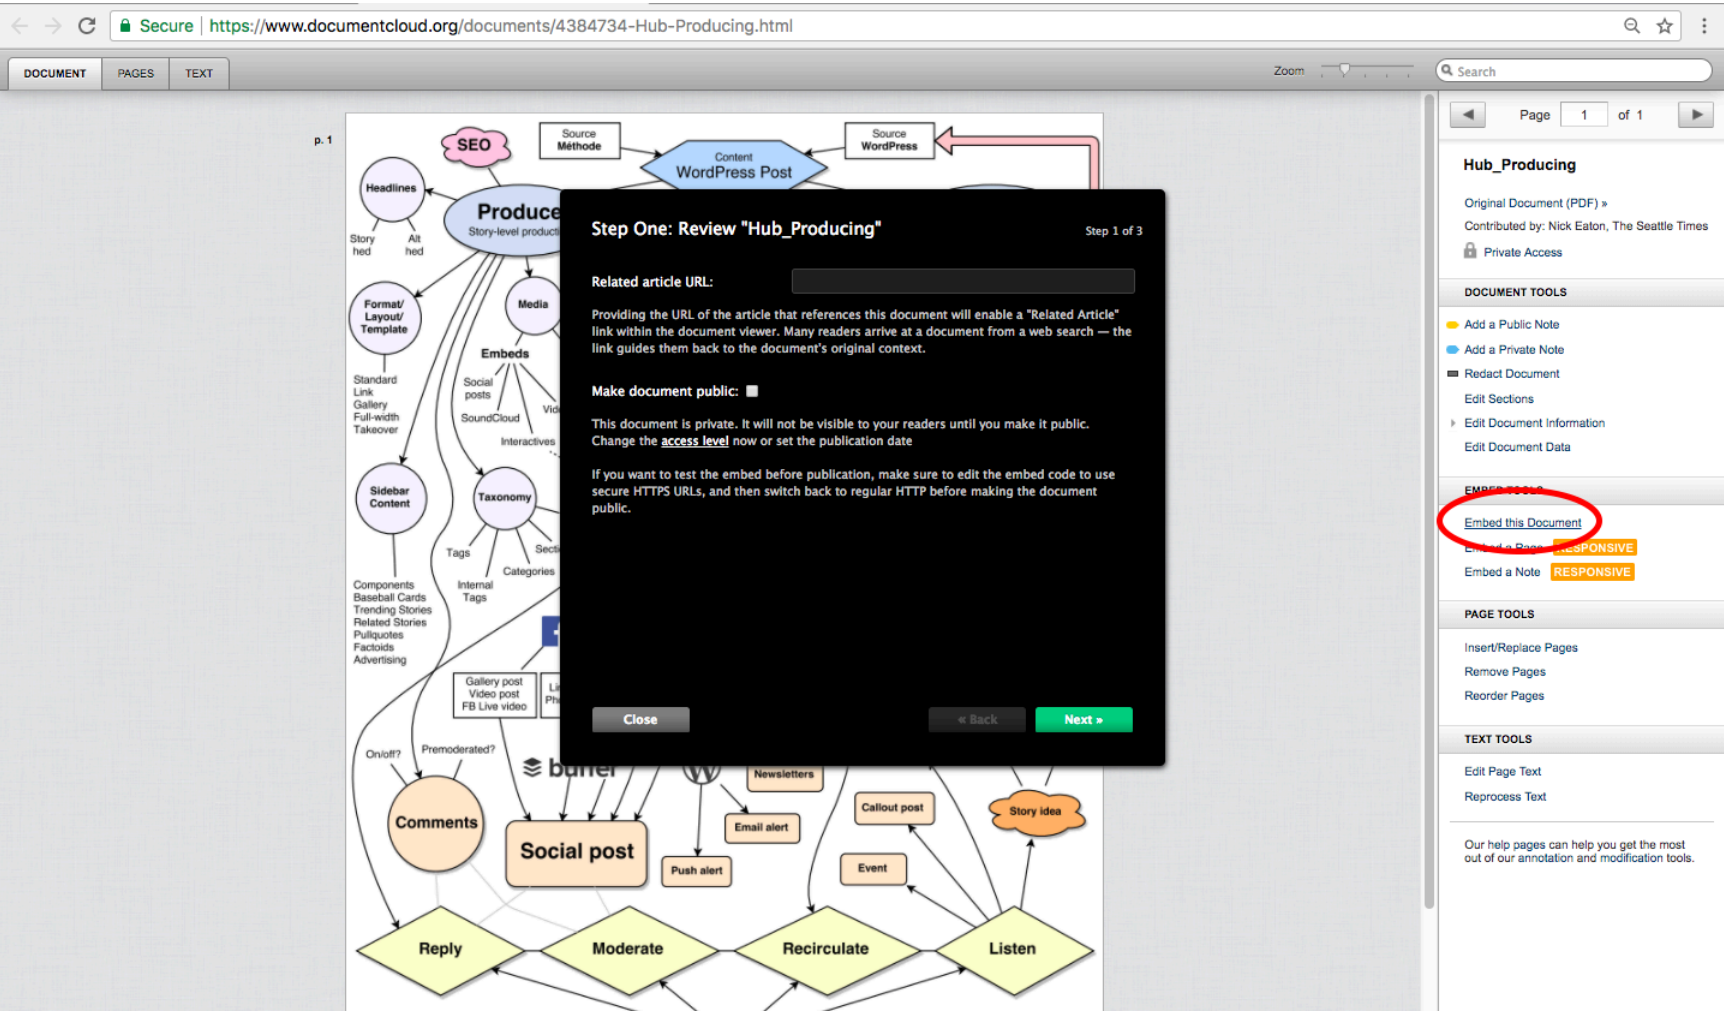 Secure
https://www.documentcloud.org/documents/4384734-Hub-Producing.html
DOCUMENT
PAGES
TEXT
Zoom
Search
p. 1
SEO
Source
Méthode
Content
WordPress Post
Source
WordPress
Headlines
Story
hed
Alt
hed
Produce
Story-level producti
Format/
Layout/
Template
Media
Embeds
Social
posts
SoundCloud
Vid
Interactives
Standard
Link
Gallery
Full-width
Takeover
Sidebar
Content
Taxonomy
Tags
Internal
Tags
Categories
Secti
Components
Baseball Cards
Trending Stories
Related Stories
Pullquotes
Factoids
Advertising
Gallery post
Video post
FB Live video
Li
Ph
On/off?
Premoderated?
buffer
Newsletters
Comments
Social post
Email alert
Push alert
Callout post
Event
Story idea
Reply
Moderate
Recirculate
Listen
Step One: Review "Hub_Producing"
Step 1 of 3
Related article URL:
Providing the URL of the article that references this document will enable a "Related Article"
link within the document viewer. Many readers arrive at a document from a web search — the
link guides them back to the document's original context.
Make document public:
This document is private. It will not be visible to your readers until you make it public.
Change the access level now or set the publication date
If you want to test the embed before publication, make sure to edit the embed code to use
secure HTTPS URLs, and then switch back to regular HTTP before making the document
public.
Close
« Back
Next »
Page 1 of 1
Hub_Producing
Original Document (PDF) »
Contributed by: Nick Eaton, The Seattle Times
Private Access
DOCUMENT TOOLS
Add a Public Note
Add a Private Note
Redact Document
Edit Sections
Edit Document Information
Edit Document Data
EMBED TOOLS
Embed this Document
Embed a Page RESPONSIVE
Embed a Note RESPONSIVE
PAGE TOOLS
Insert/Replace Pages
Remove Pages
Reorder Pages
TEXT TOOLS
Edit Page Text
Reprocess Text
Our help pages can help you get the most
out of our annotation and modification tools.